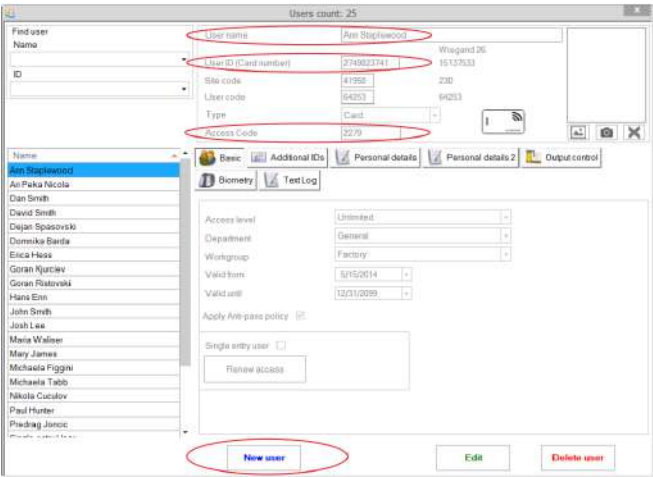 Users count: 25
Find user
Name
ID
User name Ann Staplewood
User ID (Card number) 2749823741
Wiegand 26
15137533
Site code 41958 230
User code 64253 64253
Type Card
Access Code 2279
Name
Ann Staplewood
Ari Peka Nicola
Dan Smith
David Smith
Dejan Spasovski
Domnika Barda
Erica Hess
Goran Kjurciev
Goran Ristovski
Hans Enn
John Smith
Josh Lee
Maria Waliser
Mary James
Michaela Figgini
Michaela Tabb
Nikola Cuculov
Paul Hunter
Predrag Joncic
Basic
Additional IDs
Personal details
Personal details 2
Output control
Biometry
Text Log
Access level Unlimited
Department General
Workgroup Factory
Valid from 5/15/2014
Valid until 12/31/2099
Apply Anti-pass policy
Single entry user
Renew access
New user
Edit
Delete user